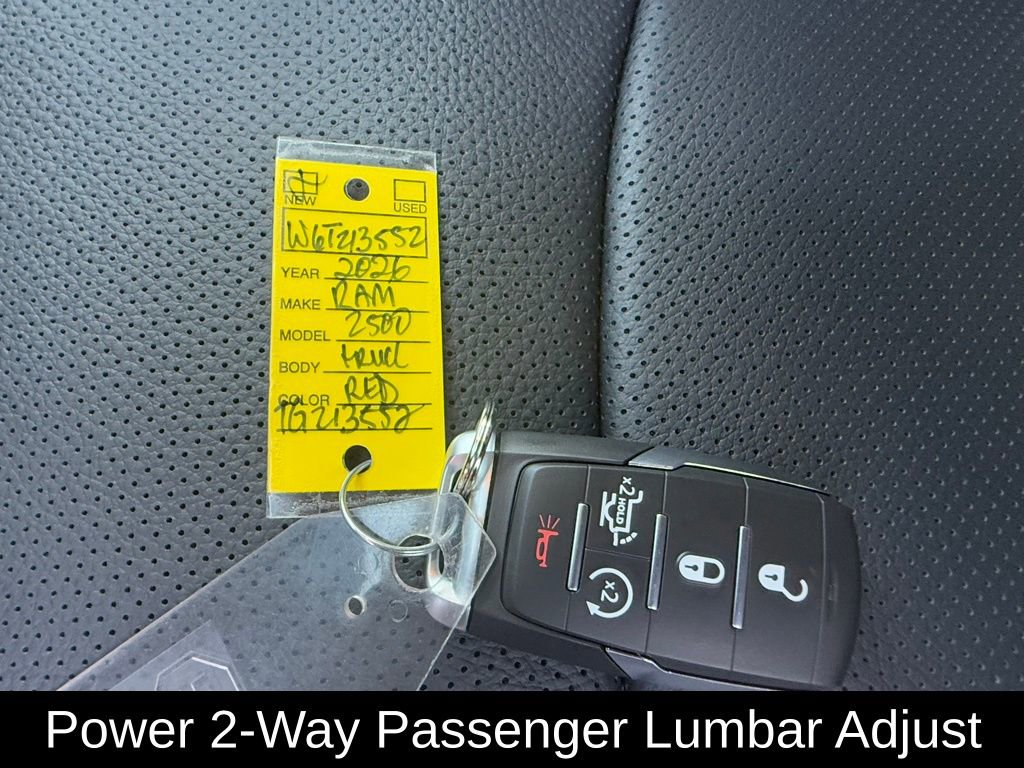 NEW USED
W6T213552
YEAR 2026
MAKE RAM
MODEL 2500
BODY truck
COLOR RED
TG213552
x2 HOLD
x2
Power 2-Way Passenger Lumbar Adjust